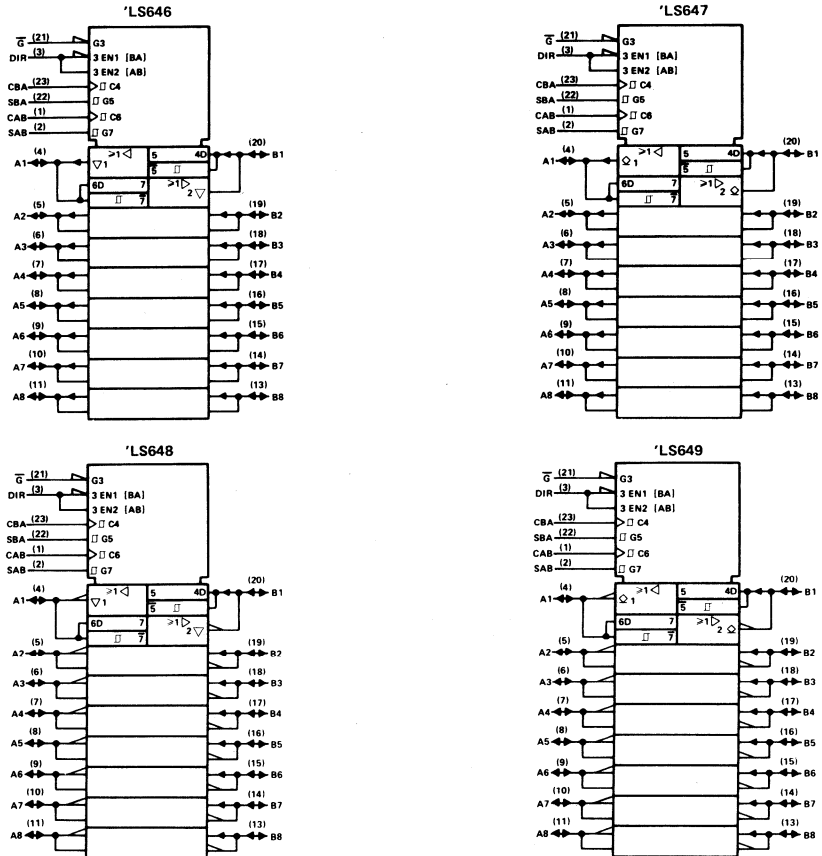 'LS646
G (21) G3
DIR (3) 3 EN1 [BA]
3 EN2 [AB]
CBA (23) C4
SBA (22) G5
CAB (1) C6
SAB (2) G7
A1 (4) ≥1 ▽1 5 4D (20) B1
5
6D 7 ≥1 2 ▽
7
A2 (5) (19) B2
A3 (6) (18) B3
A4 (7) (17) B4
A5 (8) (16) B5
A6 (9) (15) B6
A7 (10) (14) B7
A8 (11) (13) B8
'LS647
G (21) G3
DIR (3) 3 EN1 [BA]
3 EN2 [AB]
CBA (23) C4
SBA (22) G5
CAB (1) C6
SAB (2) G7
A1 (4) ≥1 1 5 4D (20) B1
5
6D 7 ≥1 2
7
A2 (5) (19) B2
A3 (6) (18) B3
A4 (7) (17) B4
A5 (8) (16) B5
A6 (9) (15) B6
A7 (10) (14) B7
A8 (11) (13) B8
'LS648
G (21) G3
DIR (3) 3 EN1 [BA]
3 EN2 [AB]
CBA (23) C4
SBA (22) G5
CAB (1) C6
SAB (2) G7
A1 (4) ≥1 ▽1 5 4D (20) B1
5
6D 7 ≥1 2 ▽
7
A2 (5) (19) B2
A3 (6) (18) B3
A4 (7) (17) B4
A5 (8) (16) B5
A6 (9) (15) B6
A7 (10) (14) B7
A8 (11) (13) B8
'LS649
G (21) G3
DIR (3) 3 EN1 [BA]
3 EN2 [AB]
CBA (23) C4
SBA (22) G5
CAB (1) C6
SAB (2) G7
A1 (4) ≥1 1 5 4D (20) B1
5
6D 7 ≥1 2
7
A2 (5) (19) B2
A3 (6) (18) B3
A4 (7) (17) B4
A5 (8) (16) B5
A6 (9) (15) B6
A7 (10) (14) B7
A8 (11) (13) B8